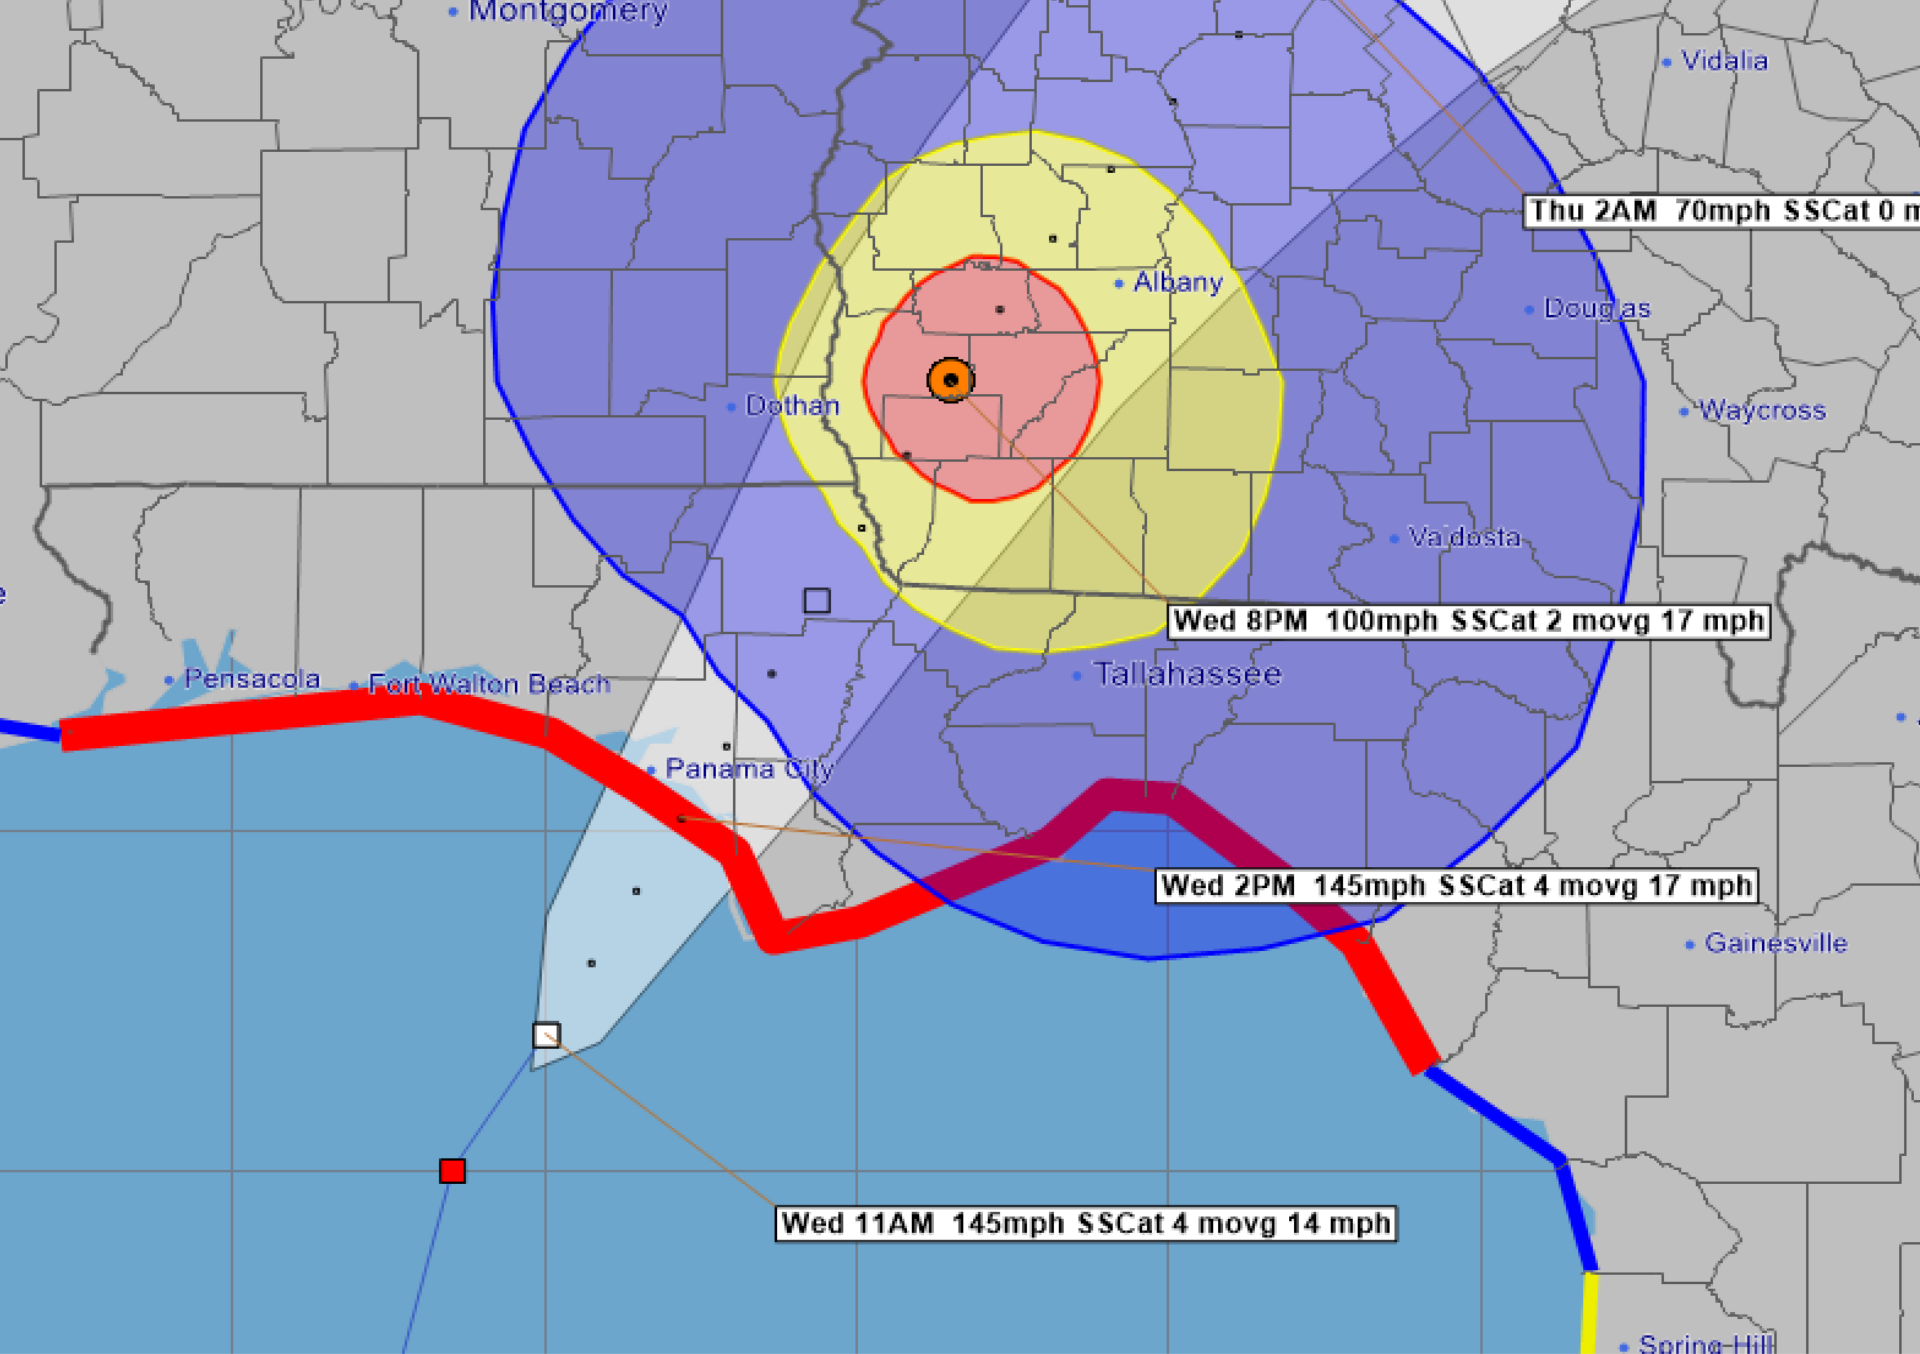 Montgomery
Vidalia
Thu 2AM 70mph SSCat 0 m
Albany
Douglas
Dothan
Waycross
Valdosta
e
Wed 8PM 100mph SSCat 2 movg 17 mph
Pensacola
Fort Walton Beach
Tallahassee
Panama City
Wed 2PM 145mph SSCat 4 movg 17 mph
Gainesville
Wed 11AM 145mph SSCat 4 movg 14 mph
Spring Hill